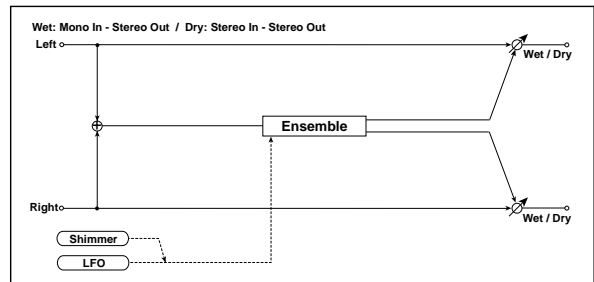 Wet: Mono In - Stereo Out / Dry: Stereo In - Stereo Out
Left
Wet / Dry
Ensemble
Right
Wet / Dry
Shimmer
LFO